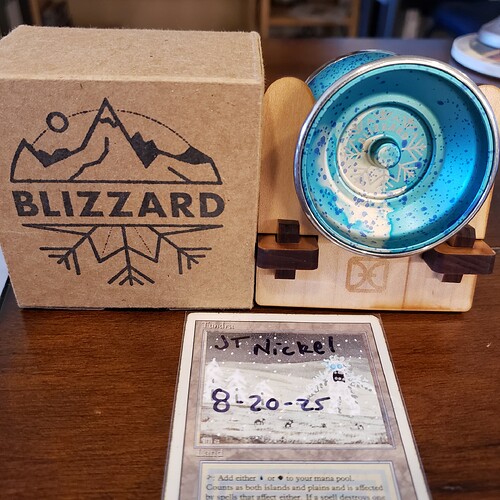 BLIZZARD
Tundra
JT Nickel
8-20-25
Land
: Add either or to your mana pool.
Counts as both islands and plains and is affected
by spells that affect either. If a spell destroys one